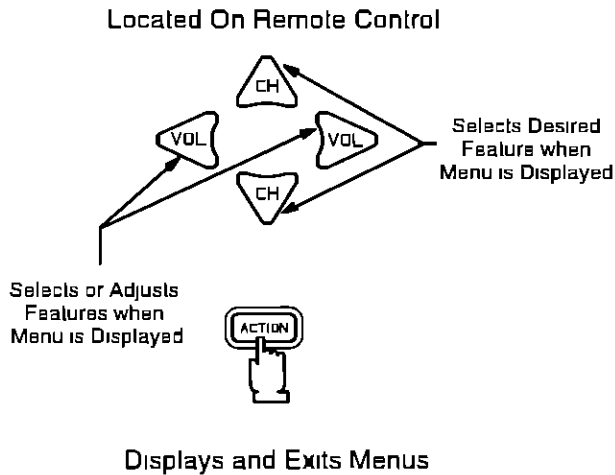 Located On Remote Control
CH
VOL
VOL
CH
Selects Desired
Feature when
Menu is Displayed
Selects or Adjusts
Features when
Menu is Displayed
ACTION
Displays and Exits Menus